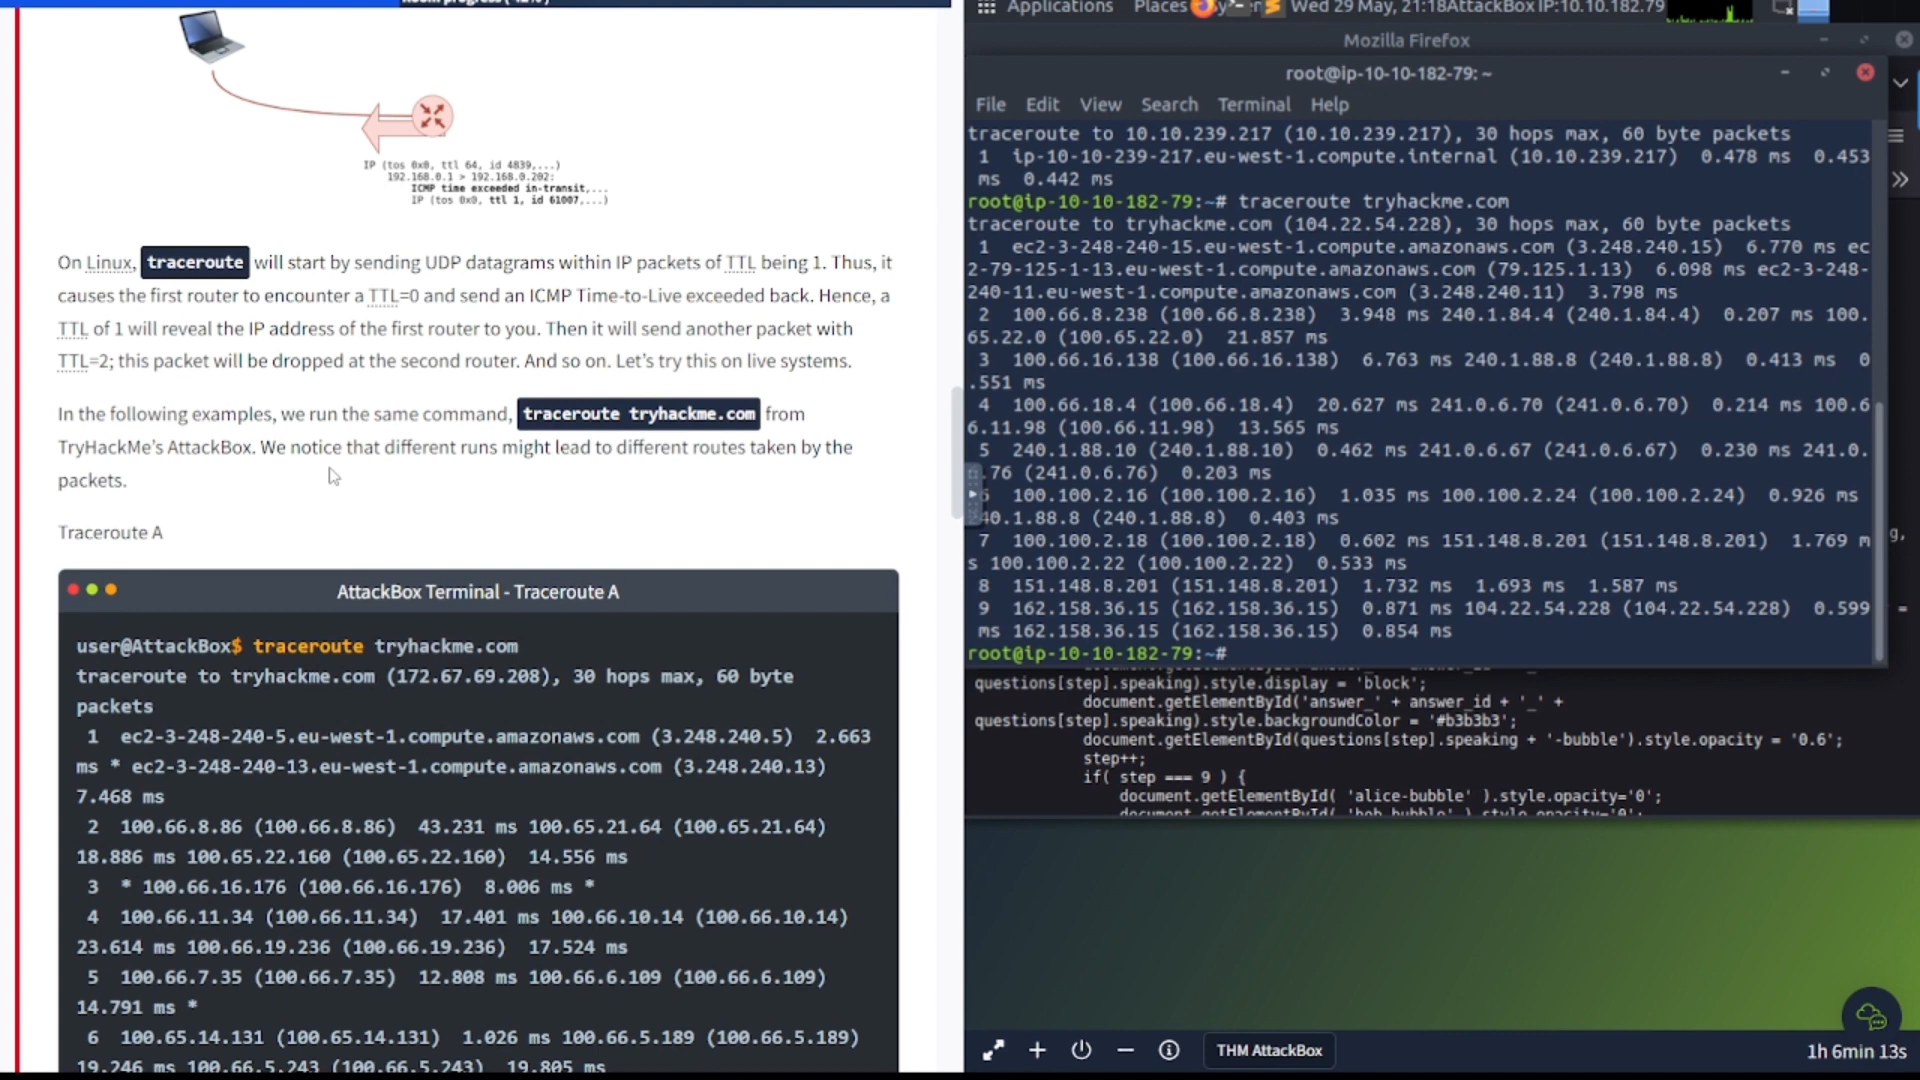 IP (tos 0x0, ttl 64, id 4839,...)
192.168.0.1 > 192.168.0.202:
ICMP time exceeded in-transit,...
IP (tos 0x0, ttl 1, id 61007,...)
On Linux, traceroute will start by sending UDP datagrams within IP packets of TTL being 1. Thus, it
causes the first router to encounter a TTL=0 and send an ICMP Time-to-Live exceeded back. Hence, a
TTL of 1 will reveal the IP address of the first router to you. Then it will send another packet with
TTL=2; this packet will be dropped at the second router. And so on. Let's try this on live systems.
In the following examples, we run the same command, traceroute tryhackme.com from
TryHackMe's AttackBox. We notice that different runs might lead to different routes taken by the
packets.
Traceroute A
AttackBox Terminal - Traceroute A
user@AttackBox$ traceroute tryhackme.com
traceroute to tryhackme.com (172.67.69.208), 30 hops max, 60 byte
packets
1 ec2-3-248-240-5.eu-west-1.compute.amazonaws.com (3.248.240.5) 2.663
ms * ec2-3-248-240-13.eu-west-1.compute.amazonaws.com (3.248.240.13)
7.468 ms
2 100.66.8.86 (100.66.8.86) 43.231 ms 100.65.21.64 (100.65.21.64)
18.886 ms 100.65.22.160 (100.65.22.160) 14.556 ms
3 * 100.66.16.176 (100.66.16.176) 8.006 ms *
4 100.66.11.34 (100.66.11.34) 17.401 ms 100.66.10.14 (100.66.10.14)
23.614 ms 100.66.19.236 (100.66.19.236) 17.524 ms
5 100.66.7.35 (100.66.7.35) 12.808 ms 100.66.6.109 (100.66.6.109)
14.791 ms *
6 100.65.14.131 (100.65.14.131) 1.026 ms 100.66.5.189 (100.66.5.189)
19.246 ms 100.66.5.243 (100.66.5.243) 19.805 ms
Applications Places Wed 29 May, 21:18 AttackBox IP:10.10.182.79
Mozilla Firefox
root@ip-10-10-182-79: ~
File Edit View Search Terminal Help
traceroute to 10.10.239.217 (10.10.239.217), 30 hops max, 60 byte packets
1 ip-10-10-239-217.eu-west-1.compute.internal (10.10.239.217) 0.478 ms 0.453
ms 0.442 ms
root@ip-10-10-182-79:~# traceroute tryhackme.com
traceroute to tryhackme.com (104.22.54.228), 30 hops max, 60 byte packets
1 ec2-3-248-240-15.eu-west-1.compute.amazonaws.com (3.248.240.15) 6.770 ms ec
2-79-125-1-13.eu-west-1.compute.amazonaws.com (79.125.1.13) 6.098 ms ec2-3-248-
240-11.eu-west-1.compute.amazonaws.com (3.248.240.11) 3.798 ms
2 100.66.8.238 (100.66.8.238) 3.948 ms 240.1.84.4 (240.1.84.4) 0.207 ms 100.
65.22.0 (100.65.22.0) 21.857 ms
3 100.66.16.138 (100.66.16.138) 6.763 ms 240.1.88.8 (240.1.88.8) 0.413 ms 0
.551 ms
4 100.66.18.4 (100.66.18.4) 20.627 ms 241.0.6.70 (241.0.6.70) 0.214 ms 100.6
6.11.98 (100.66.11.98) 13.565 ms
5 240.1.88.10 (240.1.88.10) 0.462 ms 241.0.6.67 (241.0.6.67) 0.230 ms 241.0.
.76 (241.0.6.76) 0.203 ms
100.100.2.16 (100.100.2.16) 1.035 ms 100.100.2.24 (100.100.2.24) 0.926 ms
40.1.88.8 (240.1.88.8) 0.403 ms
7 100.100.2.18 (100.100.2.18) 0.602 ms 151.148.8.201 (151.148.8.201) 1.769 m
s 100.100.2.22 (100.100.2.22) 0.533 ms
8 151.148.8.201 (151.148.8.201) 1.732 ms 1.693 ms 1.587 ms
9 162.158.36.15 (162.158.36.15) 0.871 ms 104.22.54.228 (104.22.54.228) 0.599
ms 162.158.36.15 (162.158.36.15) 0.854 ms
root@ip-10-10-182-79:~#
questions[step].speaking).style.display = 'block';
document.getElementById('answer_' + answer_id + '_' +
questions[step].speaking).style.backgroundColor = '#b3b3b3';
document.getElementById(questions[step].speaking + '-bubble').style.opacity = '0.6';
step++;
if( step === 9 ) {
document.getElementById( 'alice-bubble' ).style.opacity='0';
document.getElementById( 'bob-bubble' ).style.opacity='0';
THM AttackBox
1h 6min 13s